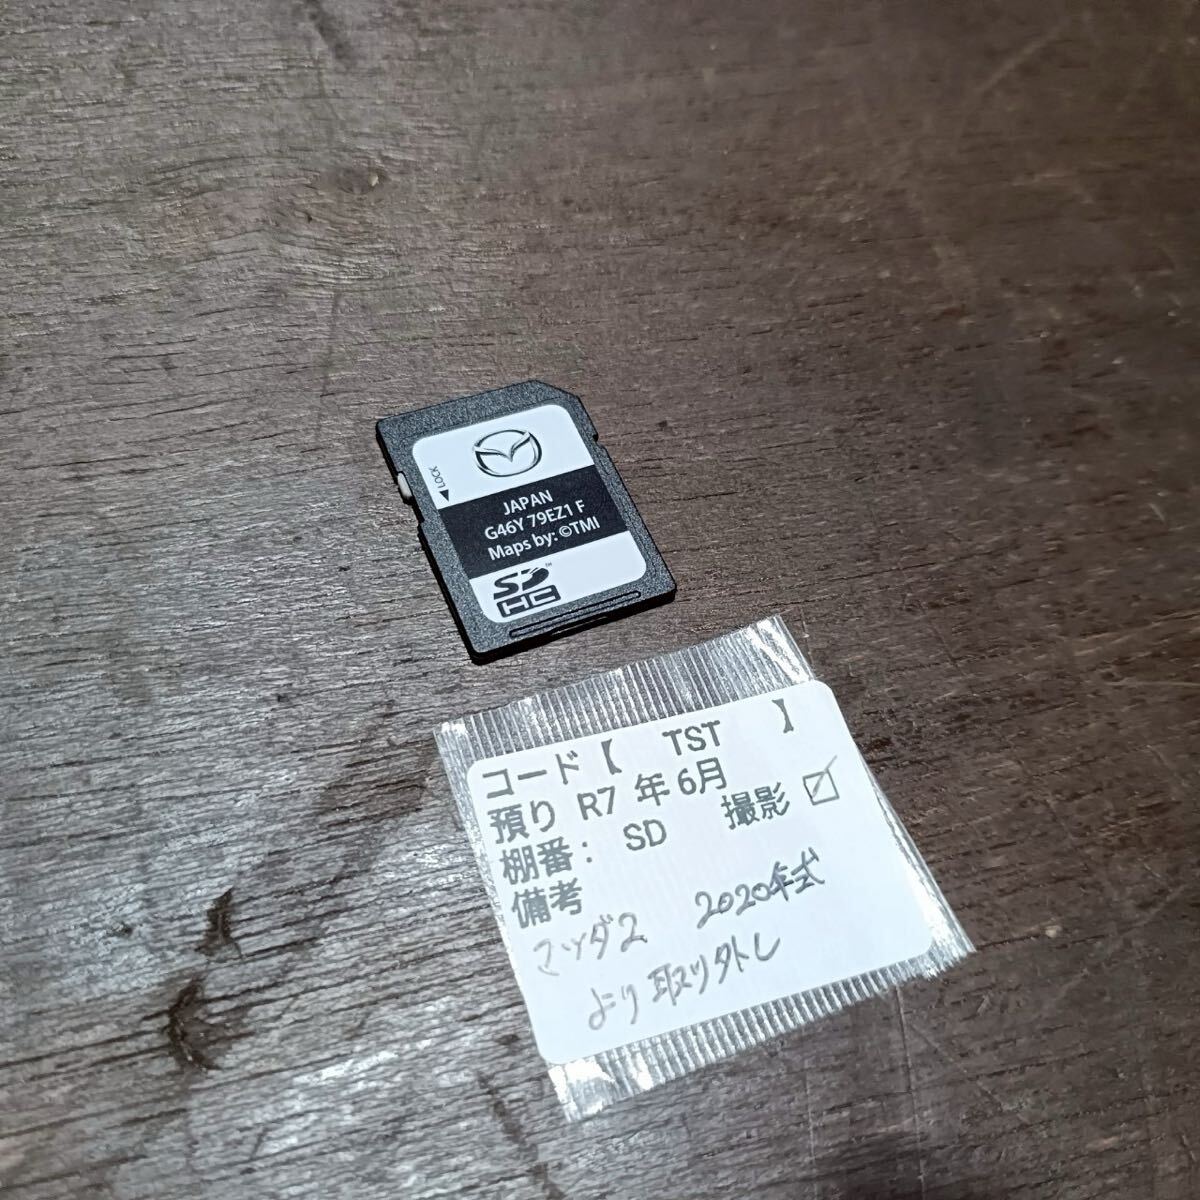 LOCK
JAPAN
G46Y 79EZ1 F
Maps by: ©TMI
SD™
HC
コード【 TST 】
預り R7 年 6月
棚番: SD 撮影 ☑
備考
マツダ2 2020年式
より取り外し